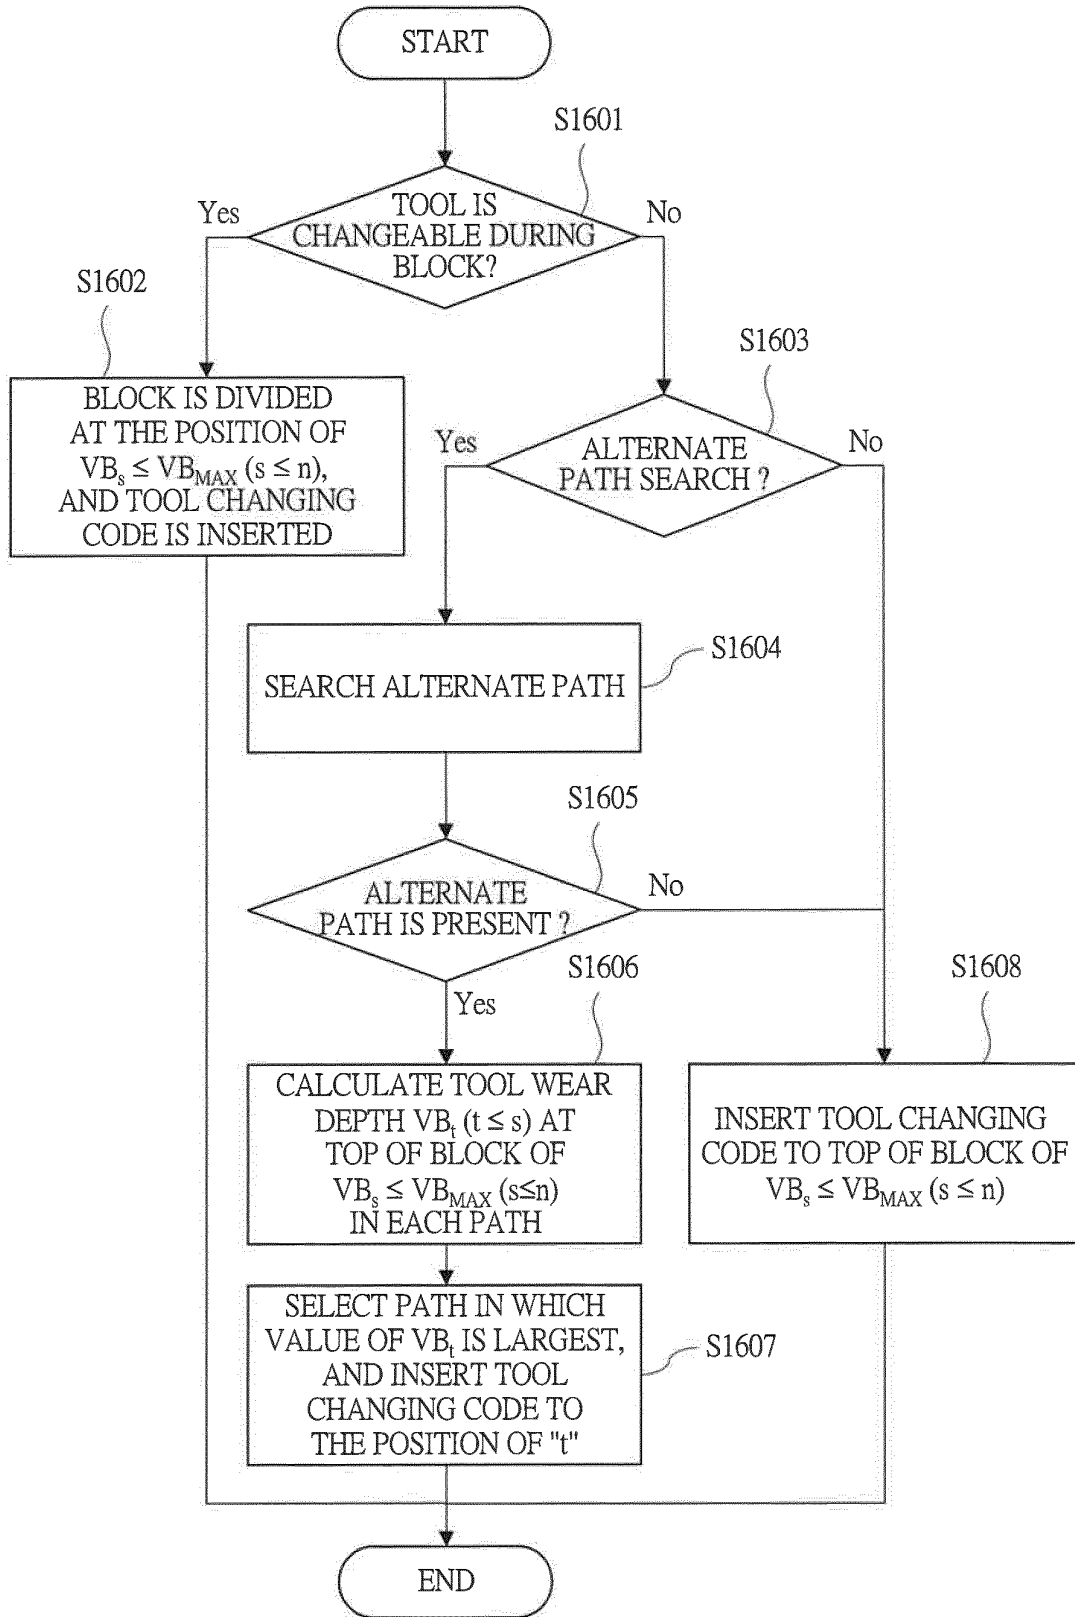 START
S1601
TOOL IS
CHANGEABLE DURING
BLOCK?
Yes
No
S1602
BLOCK IS DIVIDED
AT THE POSITION OF
VBs ≤ VBMAX (s ≤ n),
AND TOOL CHANGING
CODE IS INSERTED
S1603
ALTERNATE
PATH SEARCH ?
Yes
No
S1604
SEARCH ALTERNATE PATH
S1605
ALTERNATE
PATH IS PRESENT ?
No
Yes
S1606
CALCULATE TOOL WEAR
DEPTH VBt (t ≤ s) AT
TOP OF BLOCK OF
VBs ≤ VBMAX (s≤n)
IN EACH PATH
S1608
INSERT TOOL CHANGING
CODE TO TOP OF BLOCK OF
VBs ≤ VBMAX (s ≤ n)
SELECT PATH IN WHICH
VALUE OF VBt IS LARGEST,
AND INSERT TOOL
CHANGING CODE TO
THE POSITION OF "t"
S1607
END